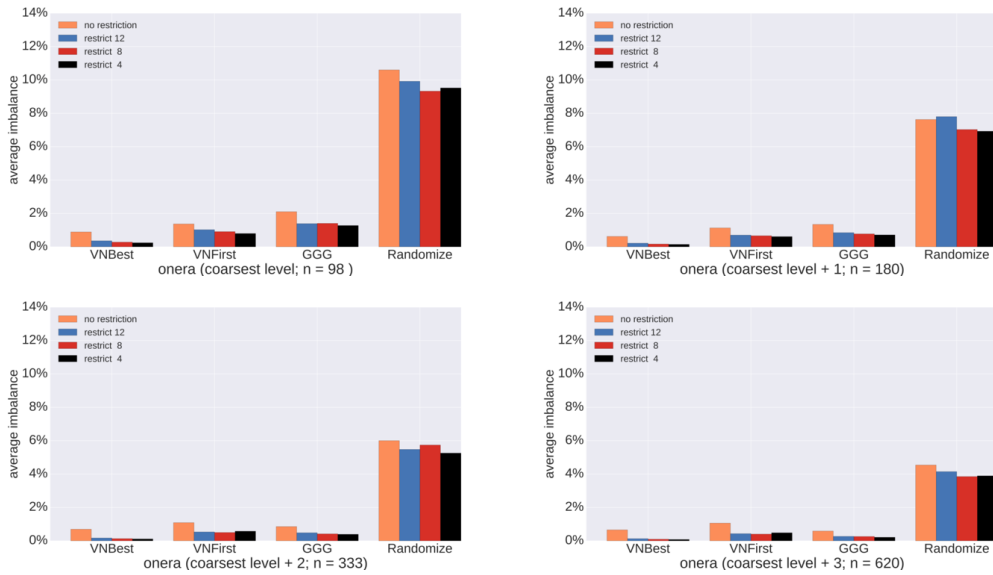 14%
12%
10%
8%
6%
4%
2%
0%
average imbalance
no restriction
restrict 12
restrict 8
restrict 4
VNBest VNFirst GGG Randomize
onera (coarsest level; n = 98 )
14%
12%
10%
8%
6%
4%
2%
0%
average imbalance
no restriction
restrict 12
restrict 8
restrict 4
VNBest VNFirst GGG Randomize
onera (coarsest level + 1; n = 180)
14%
12%
10%
8%
6%
4%
2%
0%
average imbalance
no restriction
restrict 12
restrict 8
restrict 4
VNBest VNFirst GGG Randomize
onera (coarsest level + 2; n = 333)
14%
12%
10%
8%
6%
4%
2%
0%
average imbalance
no restriction
restrict 12
restrict 8
restrict 4
VNBest VNFirst GGG Randomize
onera (coarsest level + 3; n = 620)